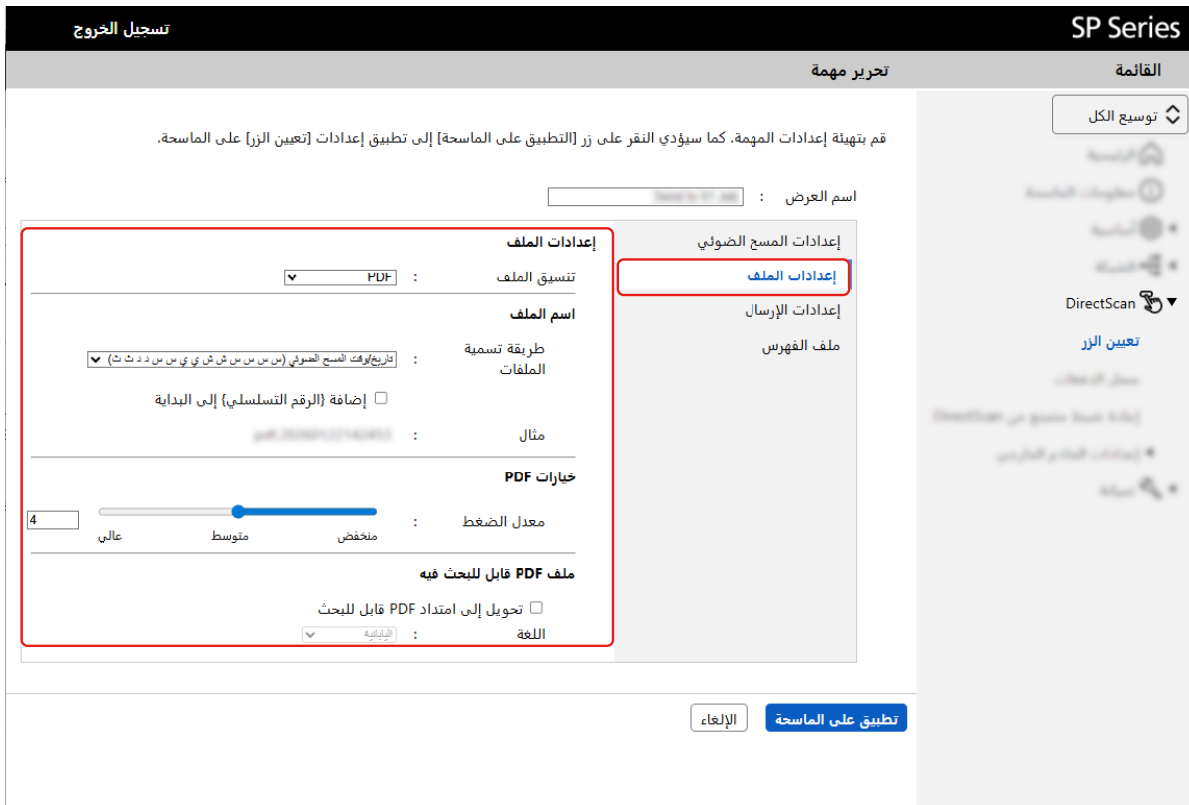 SP Series
تسجيل الخروج
القائمة
تحرير مهمة
توسيع الكل
DirectScan
تعيين الزر
قم بتهيئة إعدادات المهمة. كما سيؤدي النقر على زر [التطبيق على الماسحة] إلى تطبيق إعدادات [تعيين الزر] على الماسحة.
اسم العرض :
إعدادات المسح الضوئي
إعدادات الملف
إعدادات الإرسال
ملف الفهرس
إعدادات الملف
تنسيق الملف : PDF
اسم الملف
طريقة تسمية
الملفات : تاريخ/وقت المسح الضوئي (س س س س ش ش ي ي س س د د ث ث)
إضافة {الرقم التسلسلي} إلى البداية
مثال :
خيارات PDF
معدل الضغط : 4
منخفض متوسط عالي
ملف PDF قابل للبحث فيه
تحويل إلى امتداد PDF قابل للبحث
اللغة : اليابانية
تطبيق على الماسحة
الإلغاء